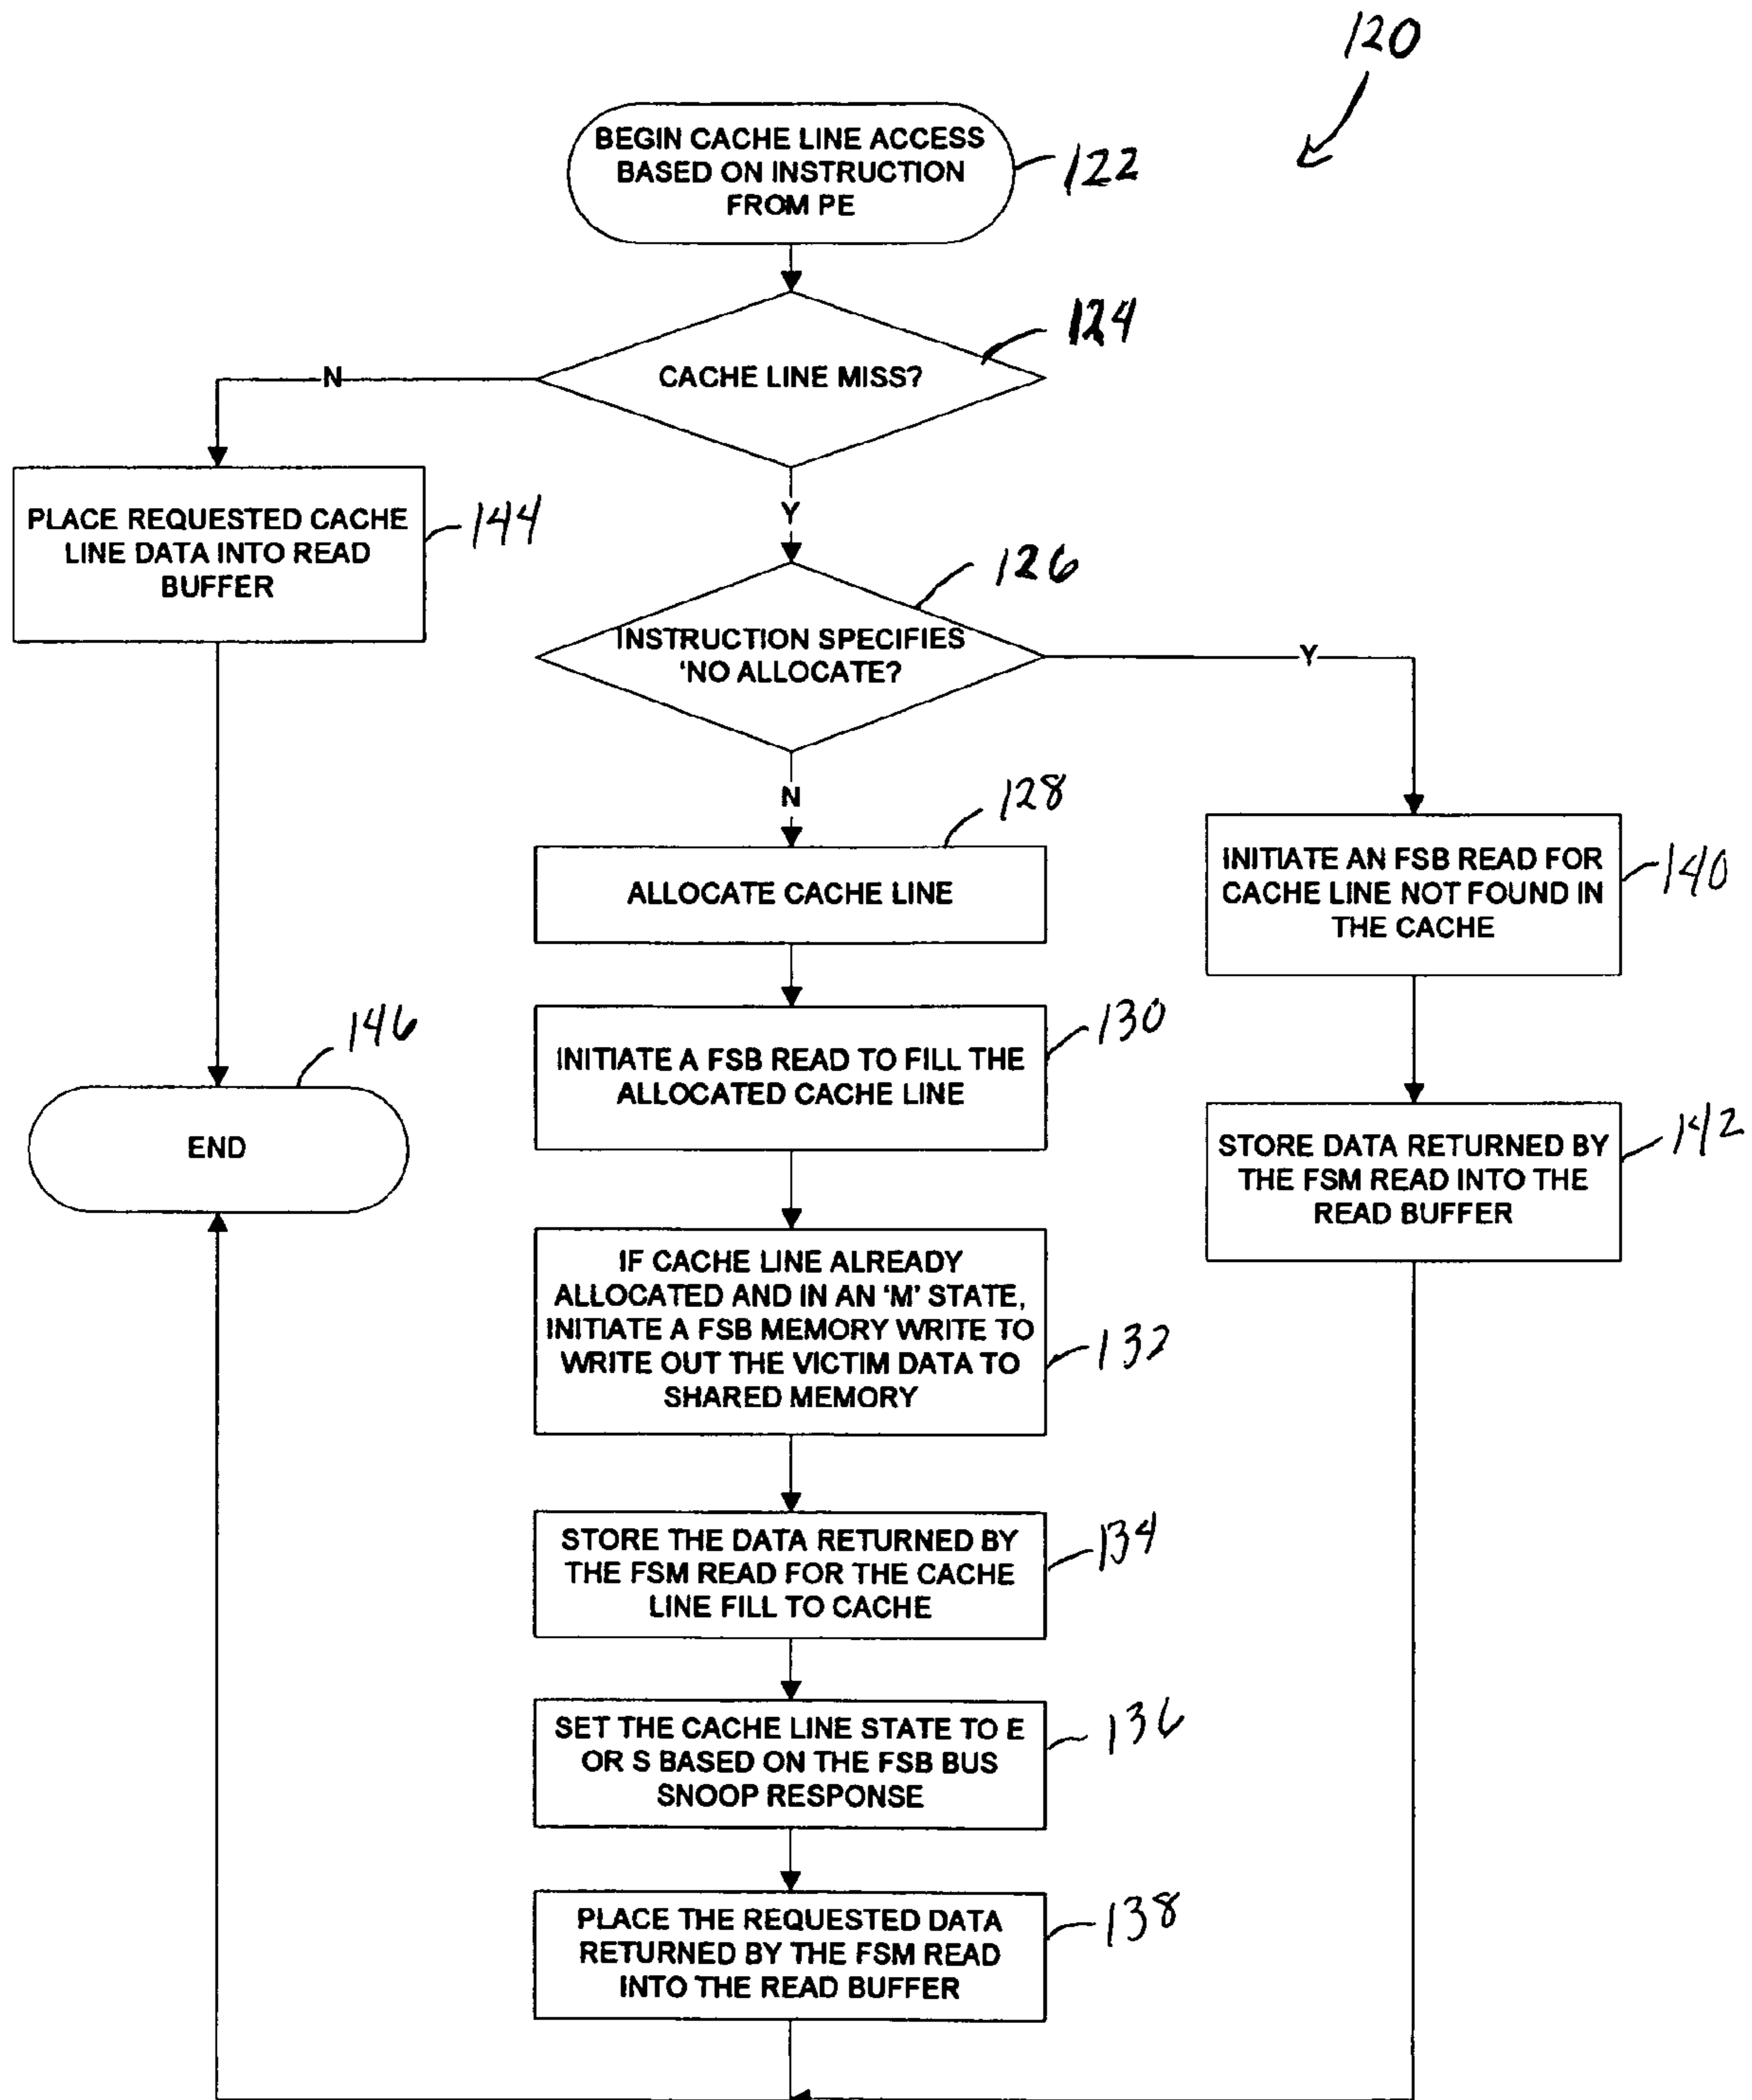 120
BEGIN CACHE LINE ACCESS
BASED ON INSTRUCTION
FROM PE
122
124
CACHE LINE MISS?
N
Y
PLACE REQUESTED CACHE
LINE DATA INTO READ
BUFFER
144
126
INSTRUCTION SPECIFIES
'NO ALLOCATE?
Y
N
128
ALLOCATE CACHE LINE
INITIATE AN FSB READ FOR
CACHE LINE NOT FOUND IN
THE CACHE
140
146
END
INITIATE A FSB READ TO FILL THE
ALLOCATED CACHE LINE
130
STORE DATA RETURNED BY
THE FSM READ INTO THE
READ BUFFER
142
IF CACHE LINE ALREADY
ALLOCATED AND IN AN 'M' STATE,
INITIATE A FSB MEMORY WRITE TO
WRITE OUT THE VICTIM DATA TO
SHARED MEMORY
132
STORE THE DATA RETURNED BY
THE FSM READ FOR THE CACHE
LINE FILL TO CACHE
134
SET THE CACHE LINE STATE TO E
OR S BASED ON THE FSB BUS
SNOOP RESPONSE
136
PLACE THE REQUESTED DATA
RETURNED BY THE FSM READ
INTO THE READ BUFFER
138